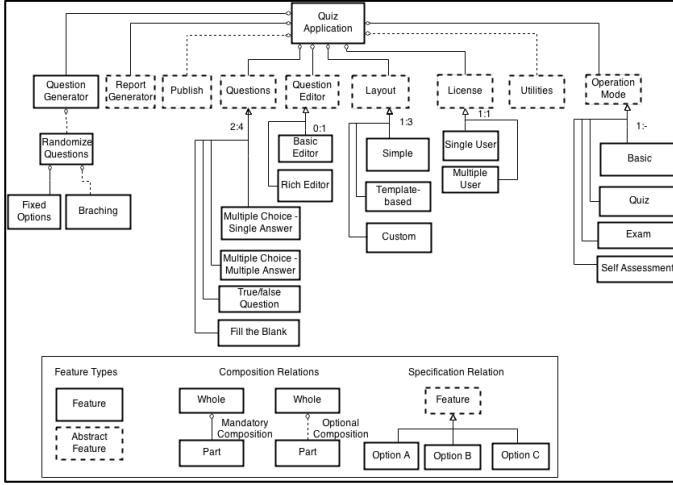 Quiz
Application
Question
Generator
Report
Generator
Publish
Questions
Question
Editor
Layout
License
Utilities
Operation
Mode
2:4
0:1
1:3
1:1
1:-
Randomize
Questions
Fixed
Options
Braching
Basic
Editor
Rich Editor
Multiple Choice -
Single Answer
Multiple Choice -
Multiple Answer
True/false
Question
Fill the Blank
Simple
Template-
based
Custom
Single User
Multiple
User
Basic
Quiz
Exam
Self Assessment
Feature Types
Feature
Abstract
Feature
Composition Relations
Whole
Mandatory
Composition
Part
Whole
Optional
Composition
Part
Specification Relation
Feature
Option A
Option B
Option C